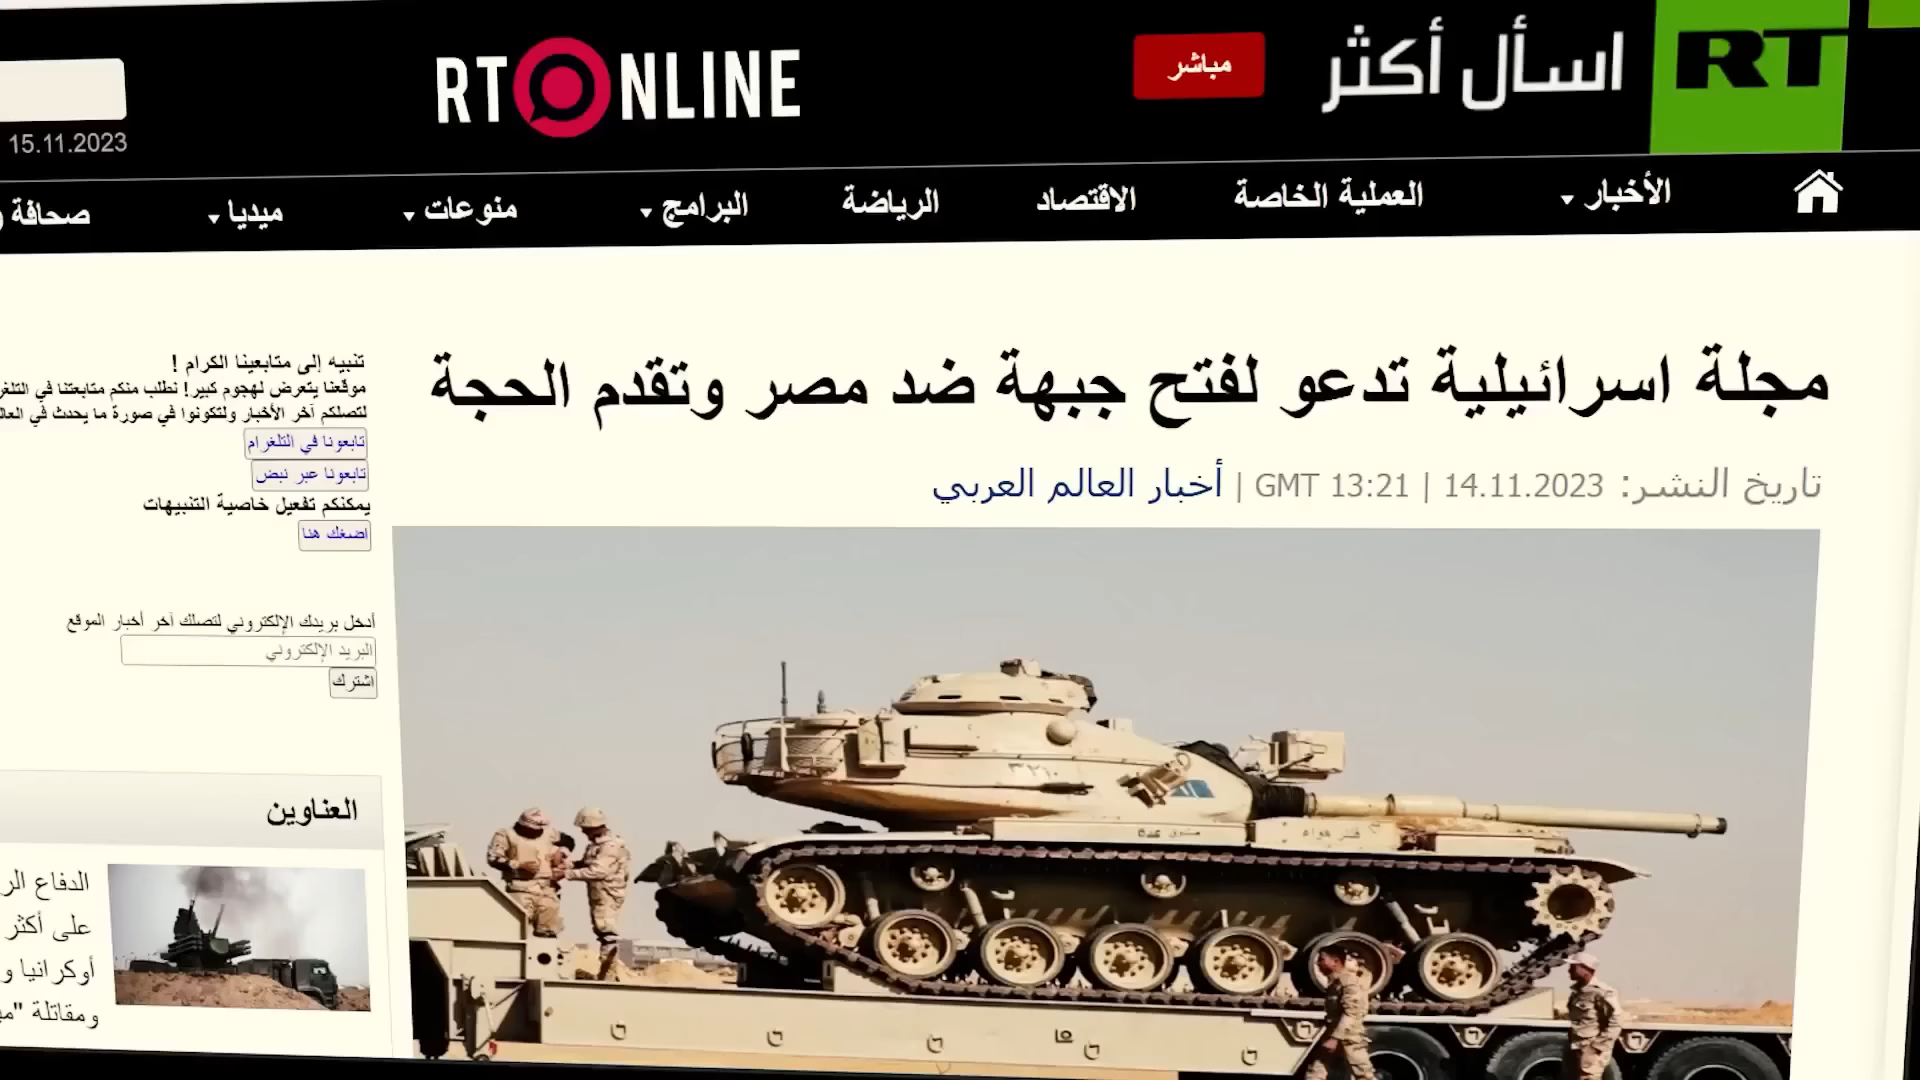 RT اسأل أكثر مباشر RTONLINE
15.11.2023
الأخبار العملية الخاصة الاقتصاد الرياضة البرامج منوعات ميديا صحافة
مجلة اسرائيلية تدعو لفتح جبهة ضد مصر وتقدم الحجة
تاريخ النشر: 14.11.2023 | 13:21 GMT | أخبار العالم العربي
تنبيه إلى متابعينا الكرام !
موقعنا يتعرض لهجوم كبير! نطلب منكم متابعتنا في
لتصلكم آخر الأخبار ولتكونوا في صورة ما يحدث في
تابعونا في التلغرام
تابعونا عبر نبض
يمكنكم تفعيل خاصية التنبيهات
اضغك هنا
أدخل بريدك الإلكتروني لتصلك آخر أخبار الموقع
البريد الإلكتروني
اشترك
العناوين
الدفاع
على أكثر
أوكرانيا
ومقاتلة